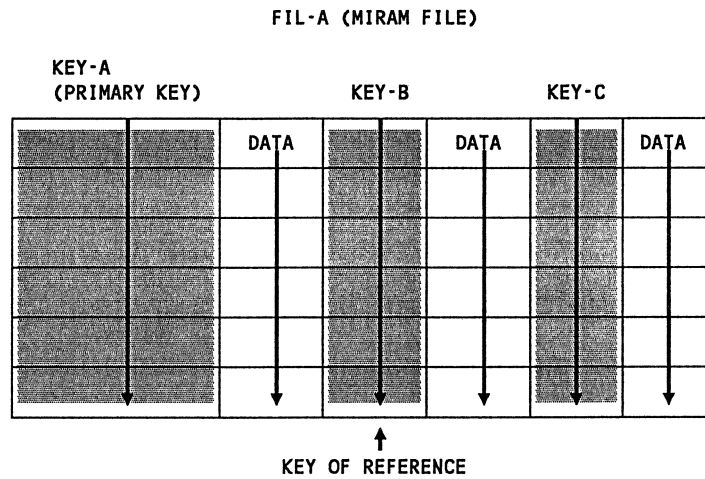 FIL-A (MIRAM FILE)
KEY-A
(PRIMARY KEY) KEY-B KEY-C
DATA DATA DATA
KEY OF REFERENCE